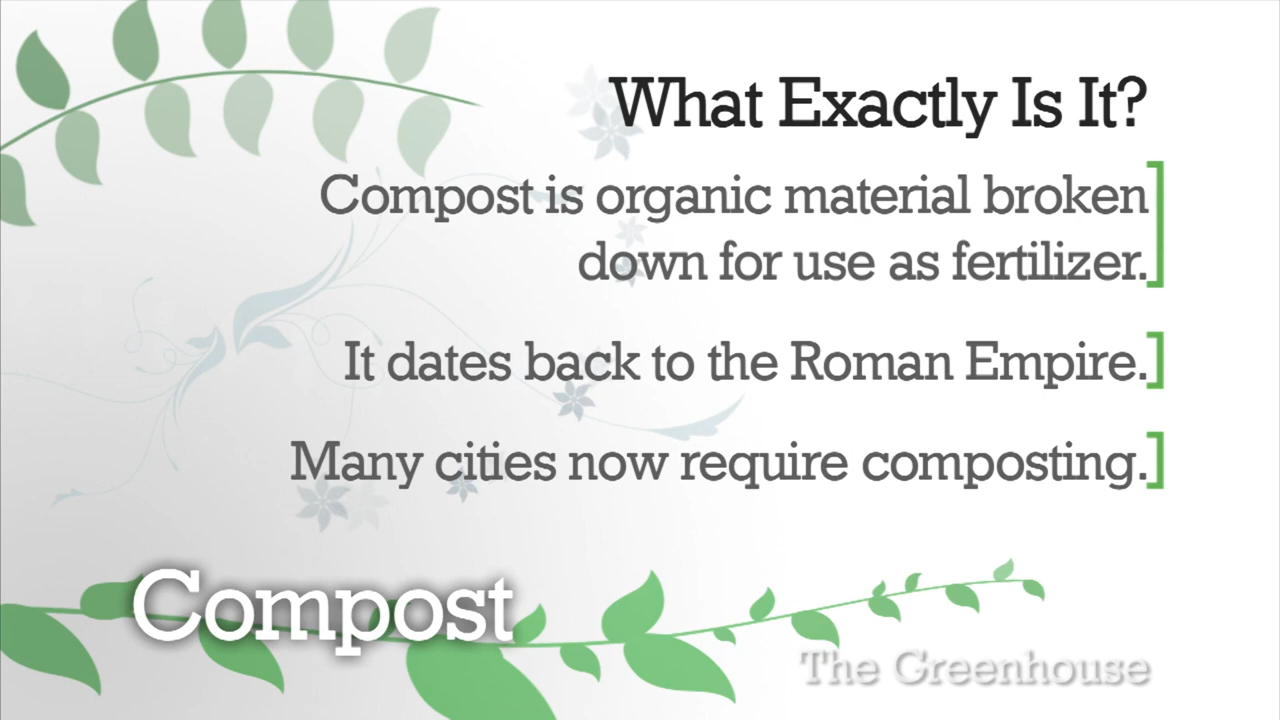 What Exactly Is It?
Compost is organic material broken
down for use as fertilizer.
It dates back to the Roman Empire.
Many cities now require composting.
Compost
The Greenhouse